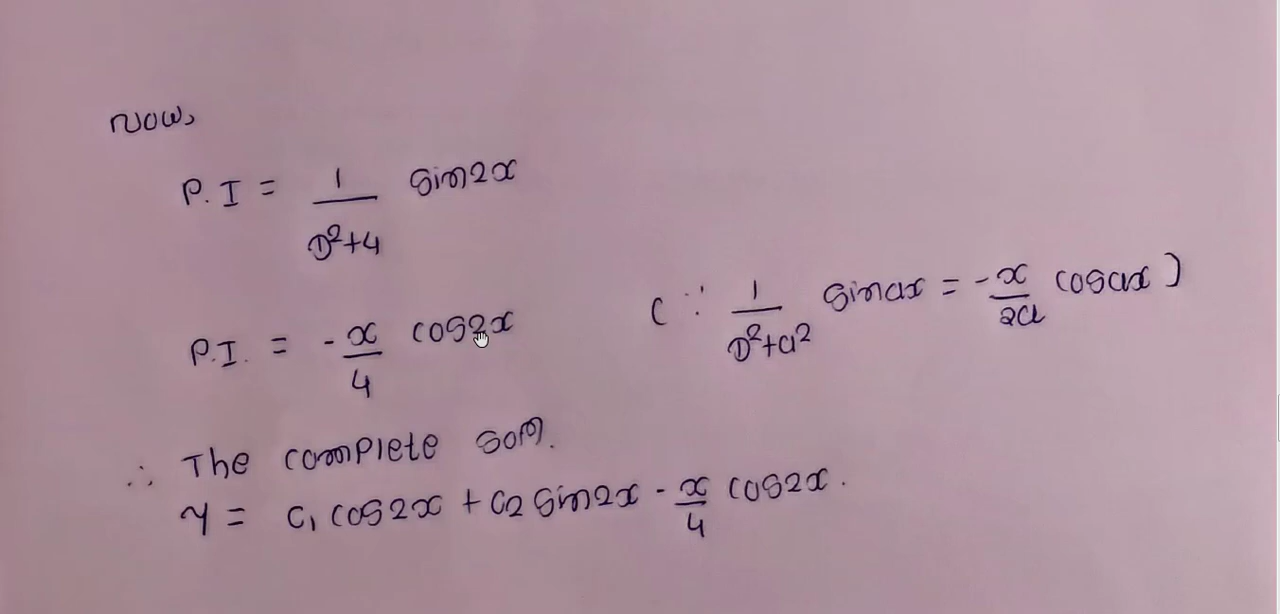 Now,
P.I = 1/(D²+4) sin2x
P.I. = -x/4 cos2x (∵ 1/(D²+a²) sinax = -x/2a cosax)
∴ The complete soln.
y = c₁ cos2x + c₂ sin2x - x/4 cos2x.